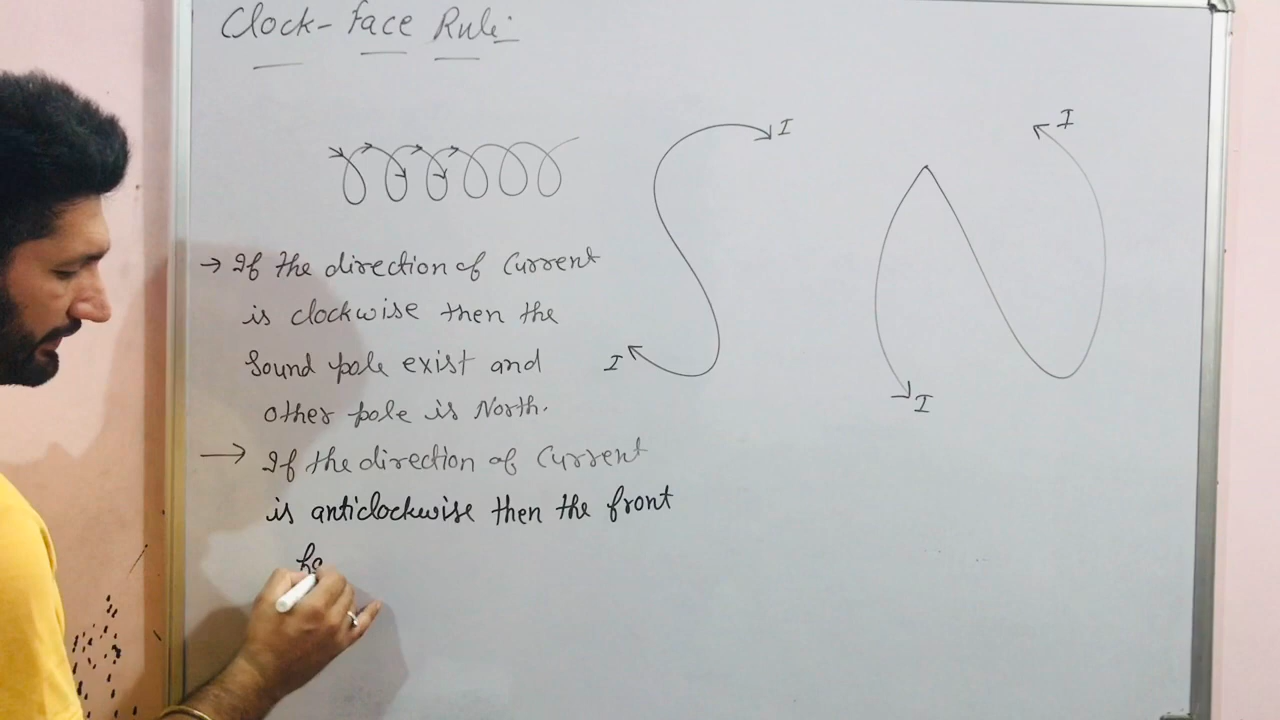 Clock-face Rule:
I
I
→ If the direction of Current
is clockwise then the
Sound pole exist and
I
other pole is North.
I
→ If the direction of Current
is anticlockwise then the front